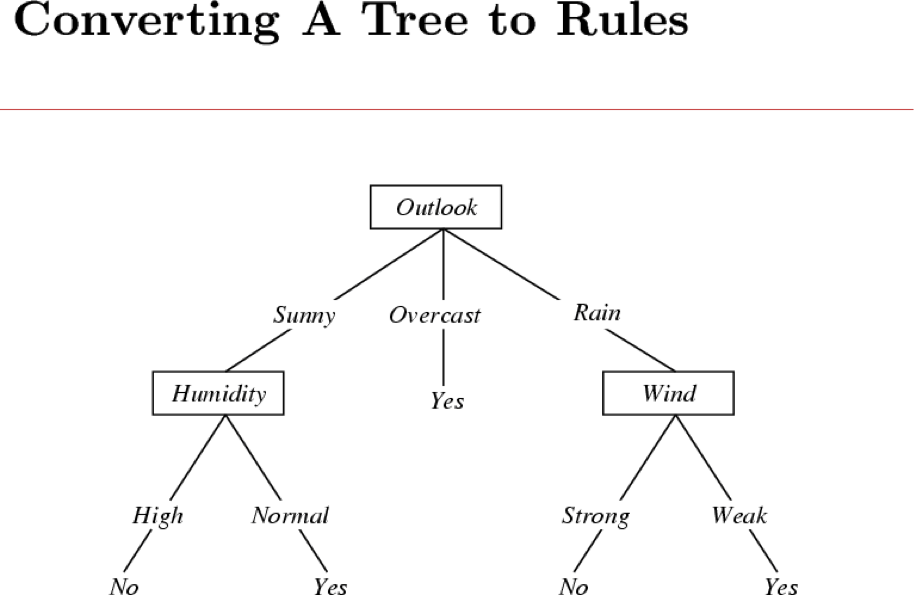 Converting A Tree to Rules
Outlook
Sunny Overcast Rain
Humidity Yes Wind
High Normal Strong Weak
No Yes No Yes